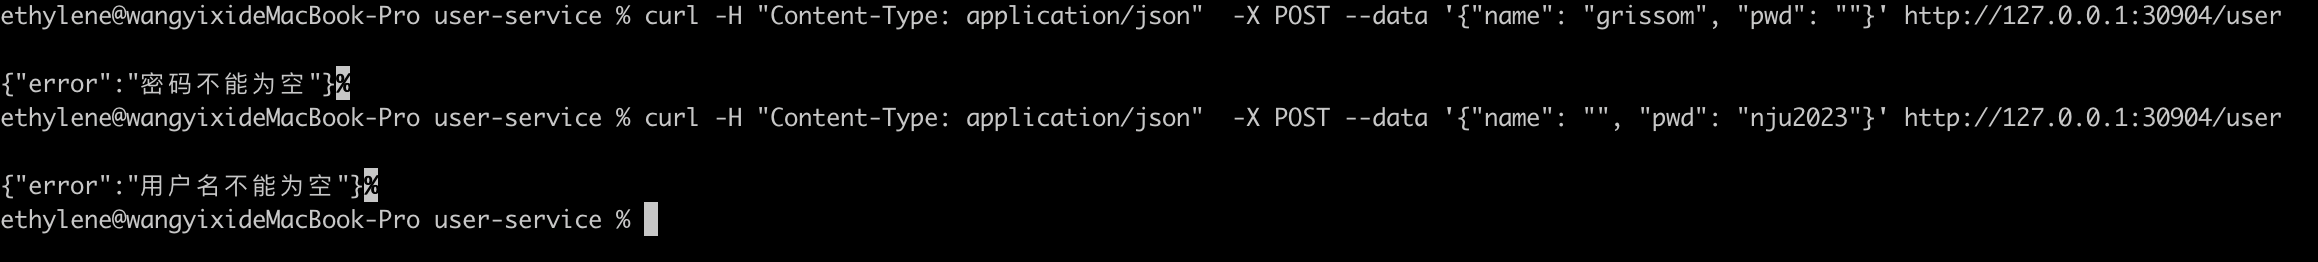 ethylene@wangyixideMacBook-Pro user-service % curl -H "Content-Type: application/json"  -X POST --data '{"name": "grissom", "pwd": ""}' http://127.0.0.1:30904/user
{"error":"密码不能为空"}%
ethylene@wangyixideMacBook-Pro user-service % curl -H "Content-Type: application/json"  -X POST --data '{"name": "", "pwd": "nju2023"}' http://127.0.0.1:30904/user
{"error":"用户名不能为空"}%
ethylene@wangyixideMacBook-Pro user-service %